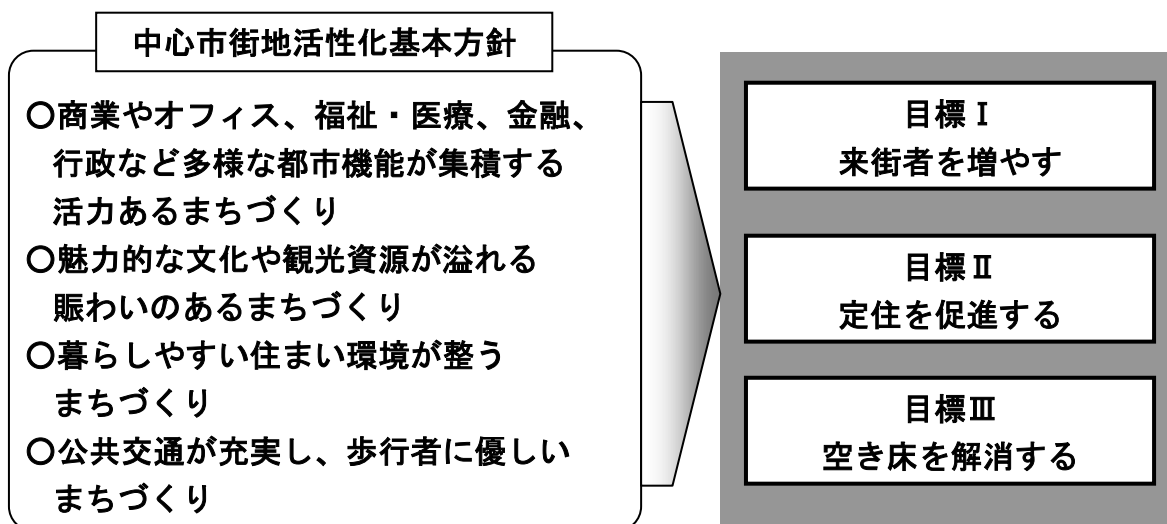 中心市街地活性化基本方針
○商業やオフィス、福祉・医療、金融、
行政など多様な都市機能が集積する
活力あるまちづくり
○魅力的な文化や観光資源が溢れる
賑わいのあるまちづくり
○暮らしやすい住まい環境が整う
まちづくり
○公共交通が充実し、歩行者に優しい
まちづくり
目標Ⅰ
来街者を増やす
目標Ⅱ
定住を促進する
目標Ⅲ
空き床を解消する